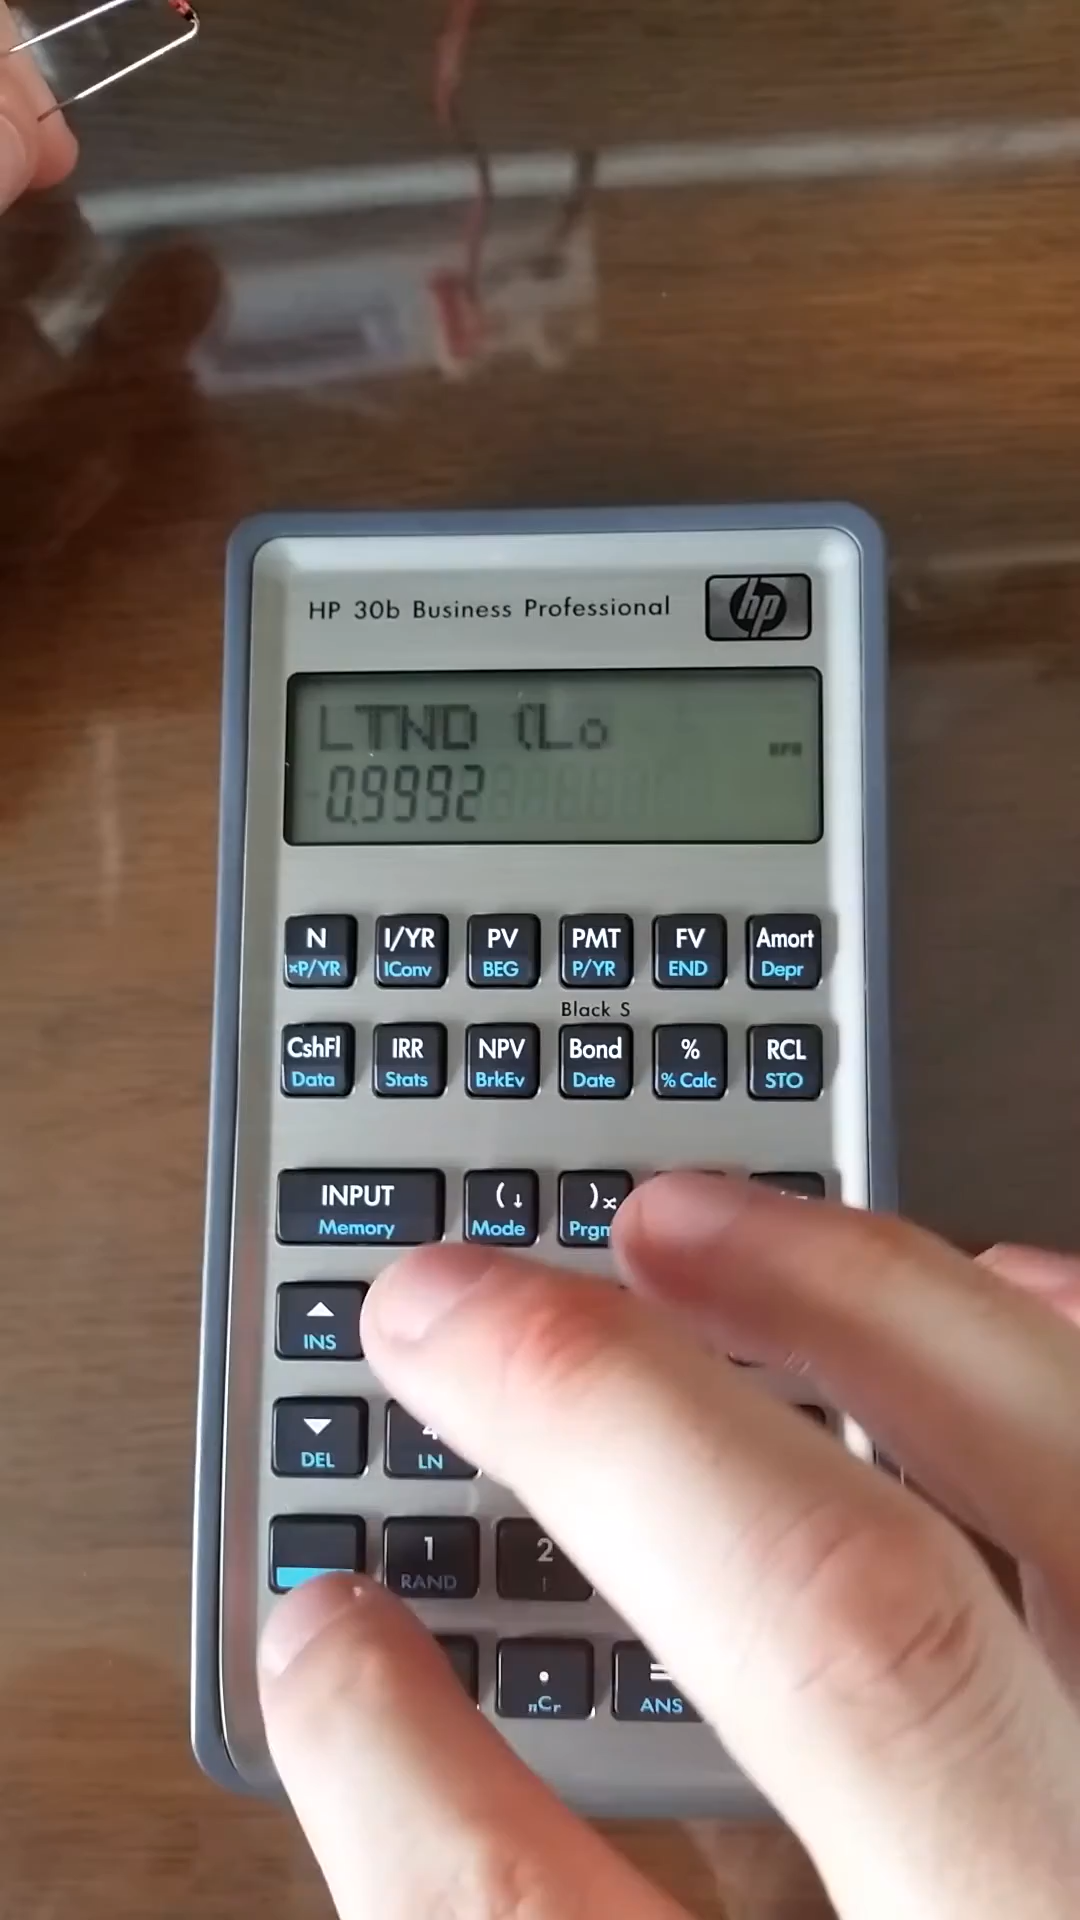 HP 30b Business Professional
hp
LTND (Lo
RPN
0.9992
N I/YR PV PMT FV Amort
×P/YR IConv BEG P/YR END Depr
Black S
CshFl IRR NPV Bond % RCL
Data Stats BrkEv Date % Calc STO
INPUT (↓ )x
Memory Mode
▲
INS
▼
DEL LN
1 2
RAND
. =
nCr ANS